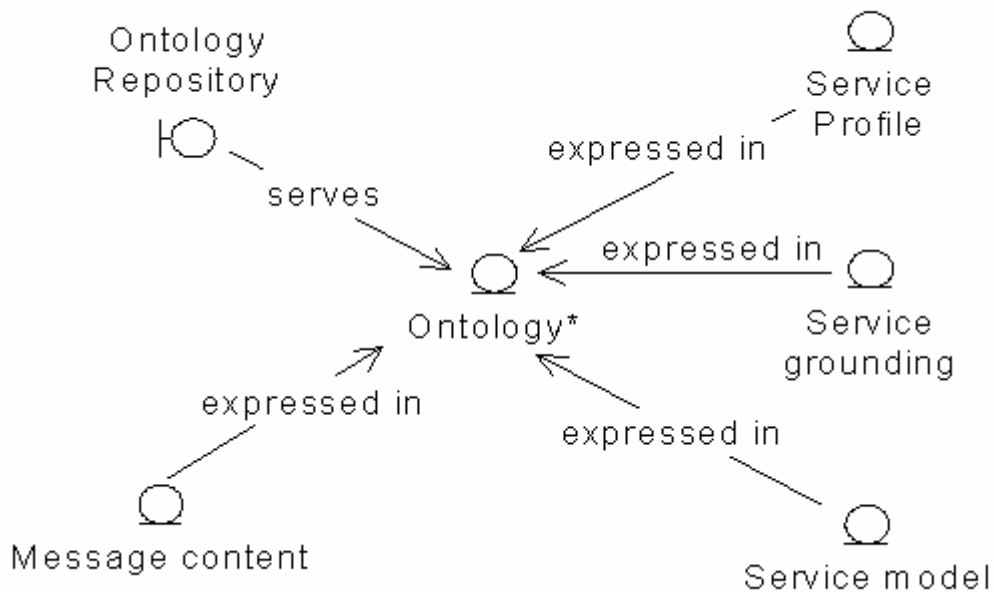 Ontology
Repository
Service
Profile
expressed in
serves
expressed in
Ontology*
Service
grounding
expressed in
expressed in
Message content
Service model